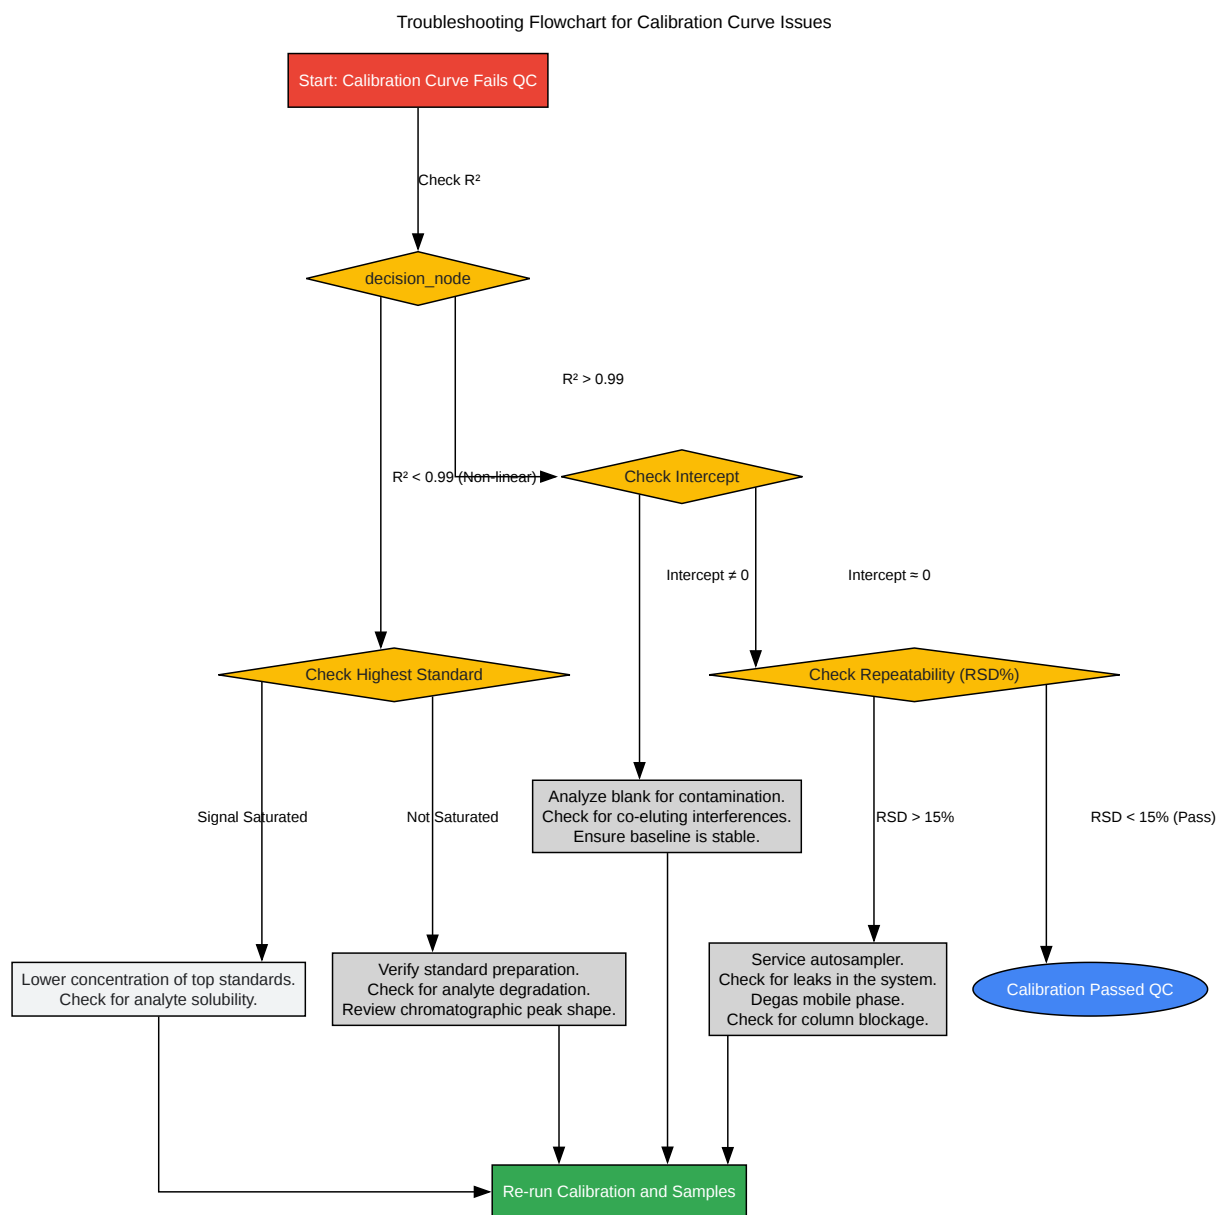 Troubleshooting Flowchart for Calibration Curve Issues
Start: Calibration Curve Fails QC
Check R²
decision_node
R² > 0.99
R² < 0.99 (Non-linear)
Check Intercept
Intercept ≠ 0
Intercept ≈ 0
Check Highest Standard
Check Repeatability (RSD%)
Signal Saturated
Not Saturated
Analyze blank for contamination.
Check for co-eluting interferences.
Ensure baseline is stable.
RSD > 15%
RSD < 15% (Pass)
Lower concentration of top standards.
Check for analyte solubility.
Verify standard preparation.
Check for analyte degradation.
Review chromatographic peak shape.
Service autosampler.
Check for leaks in the system.
Degas mobile phase.
Check for column blockage.
Calibration Passed QC
Re-run Calibration and Samples